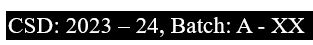 CSD: 2023 – 24, Batch: A - XX